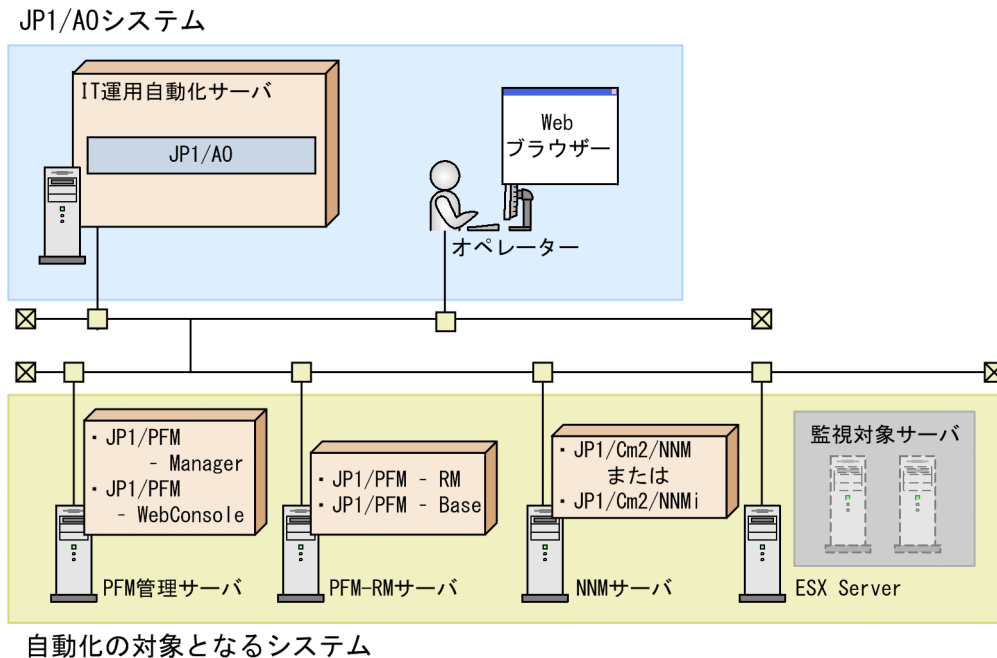 JP1/AOシステム
IT運用自動化サーバ
JP1/AO
Web
ブラウザー
オペレーター
・JP1/PFM
- Manager
・JP1/PFM
- WebConsole
・JP1/PFM - RM
・JP1/PFM - Base
・JP1/Cm2/NNM
または
・JP1/Cm2/NNMi
監視対象サーバ
PFM管理サーバ
PFM-RMサーバ
NNMサーバ
ESX Server
自動化の対象となるシステム